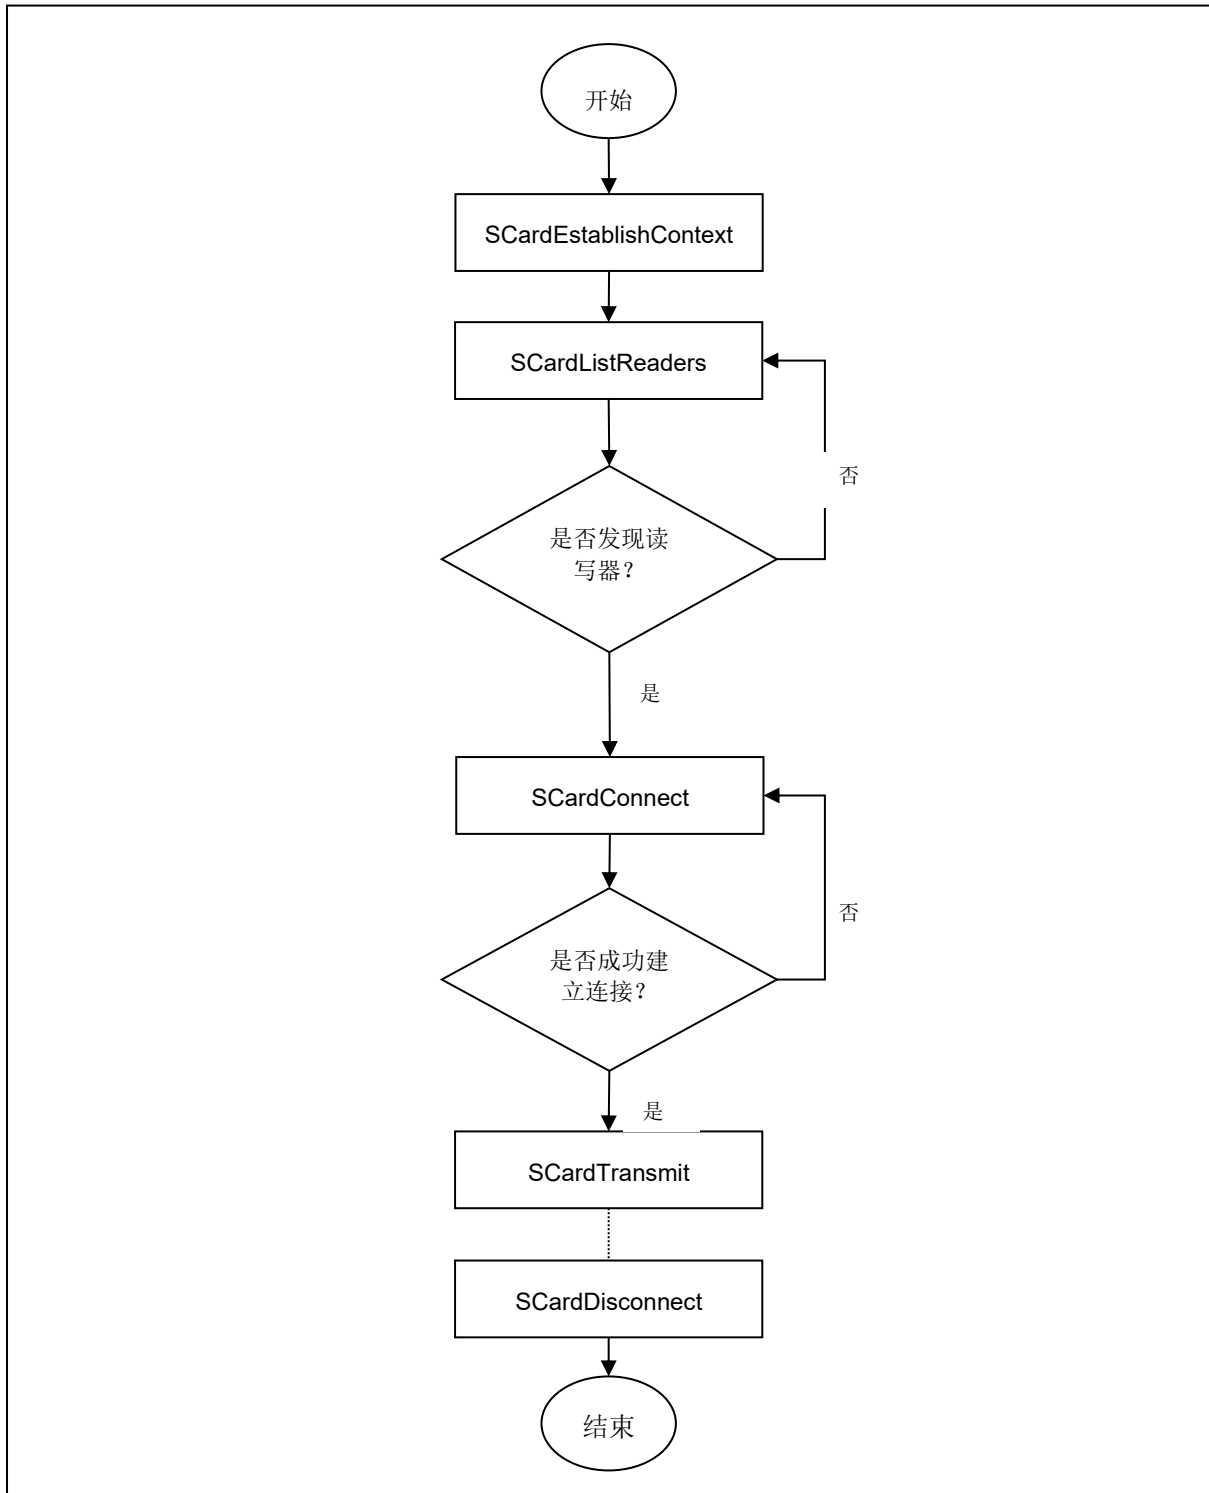 开始
SCardEstablishContext
SCardListReaders
否
是否发现读
写器？
是
SCardConnect
否
是否成功建
立连接？
是
SCardTransmit
SCardDisconnect
结束